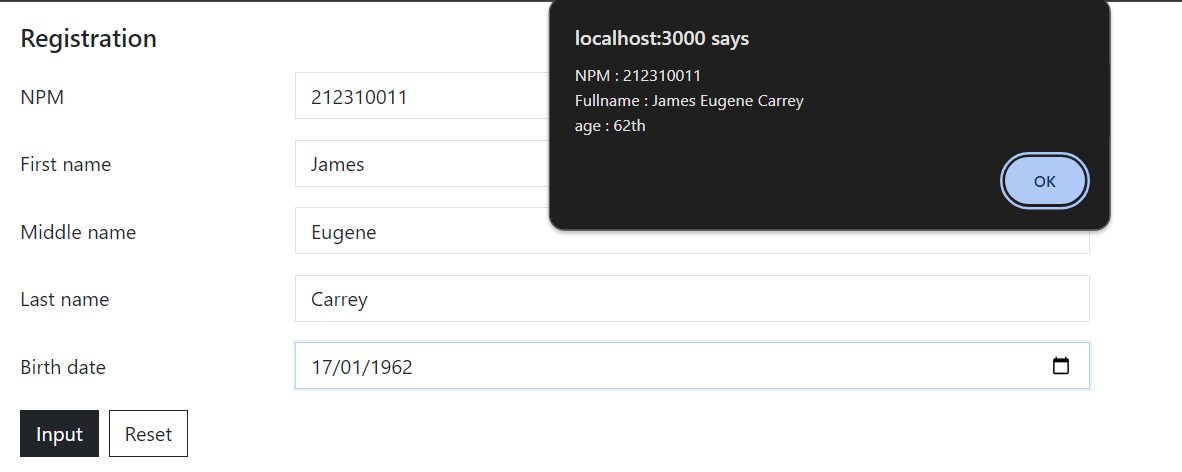 Registration
localhost:3000 says
NPM : 212310011
Fullname : James Eugene Carrey
age : 62th
OK
NPM
212310011
First name
James
Middle name
Eugene
Last name
Carrey
Birth date
17/01/1962
Input Reset